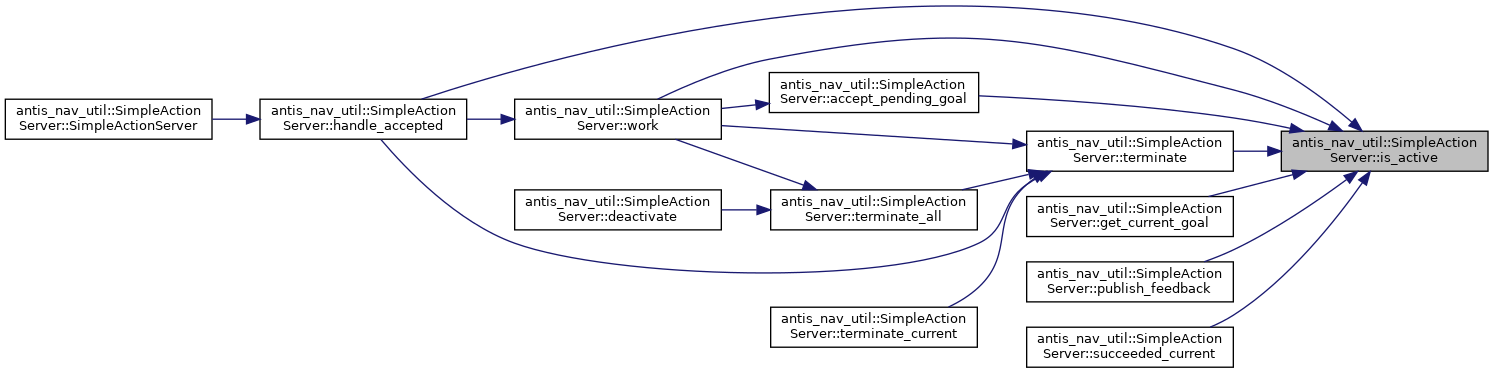 antis_nav_util::SimpleAction
Server::SimpleActionServer
antis_nav_util::SimpleAction
Server::handle_accepted
antis_nav_util::SimpleAction
Server::work
antis_nav_util::SimpleAction
Server::deactivate
antis_nav_util::SimpleAction
Server::accept_pending_goal
antis_nav_util::SimpleAction
Server::terminate_all
antis_nav_util::SimpleAction
Server::terminate_current
antis_nav_util::SimpleAction
Server::terminate
antis_nav_util::SimpleAction
Server::get_current_goal
antis_nav_util::SimpleAction
Server::publish_feedback
antis_nav_util::SimpleAction
Server::succeeded_current
antis_nav_util::SimpleAction
Server::is_active